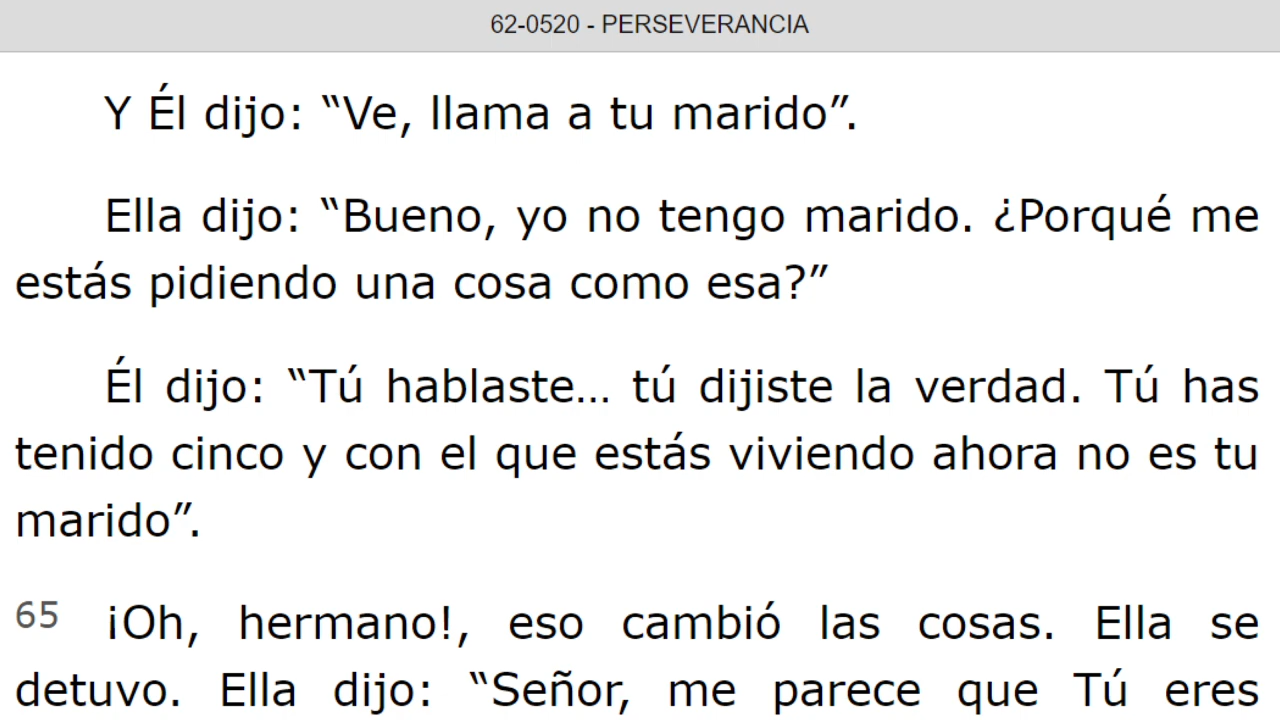 62-0520 - PERSEVERANCIA
Y Él dijo: “Ve, llama a tu marido”.
Ella dijo: “Bueno, yo no tengo marido. ¿Porqué me
estás pidiendo una cosa como esa?”
Él dijo: “Tú hablaste… tú dijiste la verdad. Tú has
tenido cinco y con el que estás viviendo ahora no es tu
marido”.
65 ¡Oh, hermano!, eso cambió las cosas. Ella se
detuvo. Ella dijo: “Señor, me parece que Tú eres